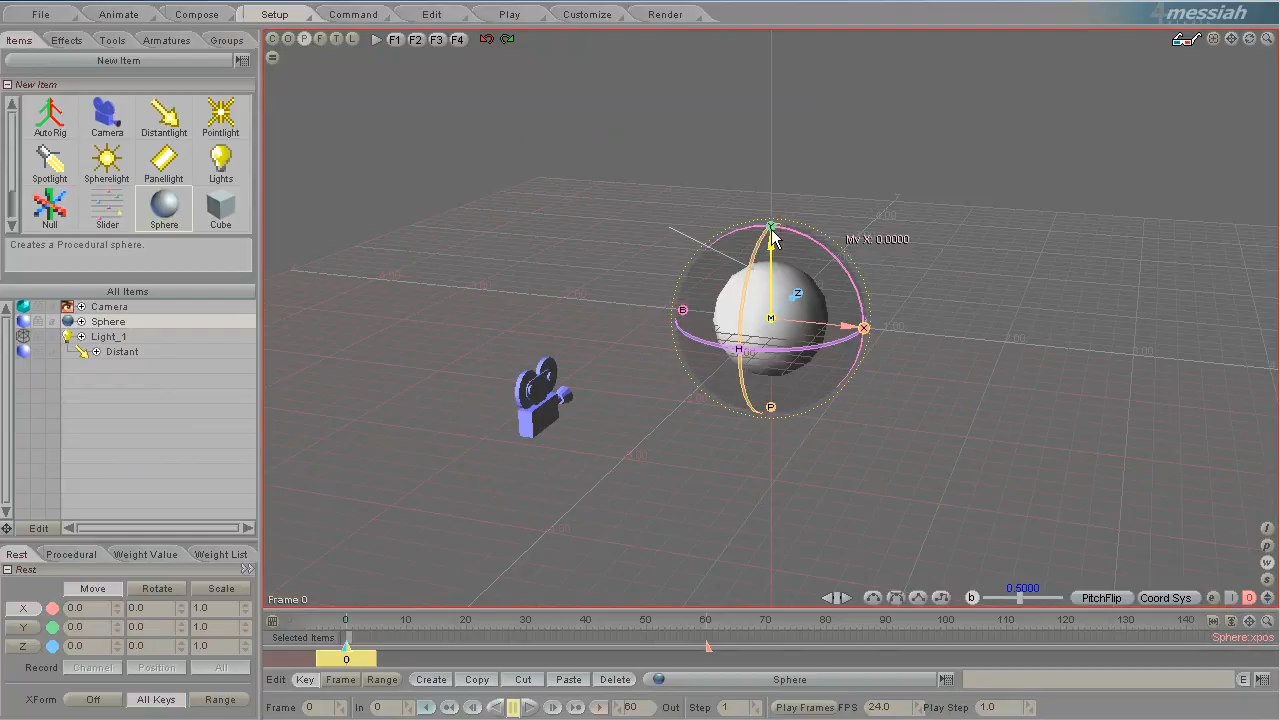 File Animate Compose Setup Command Edit Play Customize Render 4messiah
Items Effects Tools Armatures Groups
C O P F T L F1 F2 F3 F4
New Item
New Item
AutoRig Camera Distantlight Pointlight
Spotlight Spherelight Panellight Lights
Null Slider Sphere Cube
Creates a Procedural sphere.
All Items
Camera
Sphere
Light_1
Distant
Edit
Y
Mv X: 0.0000
Z
B
M
X
H
P
Rest Procedural Weight Value Weight List
Rest
Move Rotate Scale
X 0.0 0.0 1.0
Y 0.0 0.0 1.0
Z 0.0 0.0 1.0
Record Channel Position All
XForm Off All Keys Range
Frame 0
0.5000
b PitchFlip Coord Sys e I 0
f
p
w
s
0 10 20 30 40 50 60 70 80 90 100 110 120 130 140
Selected Items
Sphere:xpos
0
Edit Key Frame Range Create Copy Cut Paste Delete Sphere E
Frame 0 In 0 60 Out Step 1 Play Frames FPS 24.0 Play Step 1.0